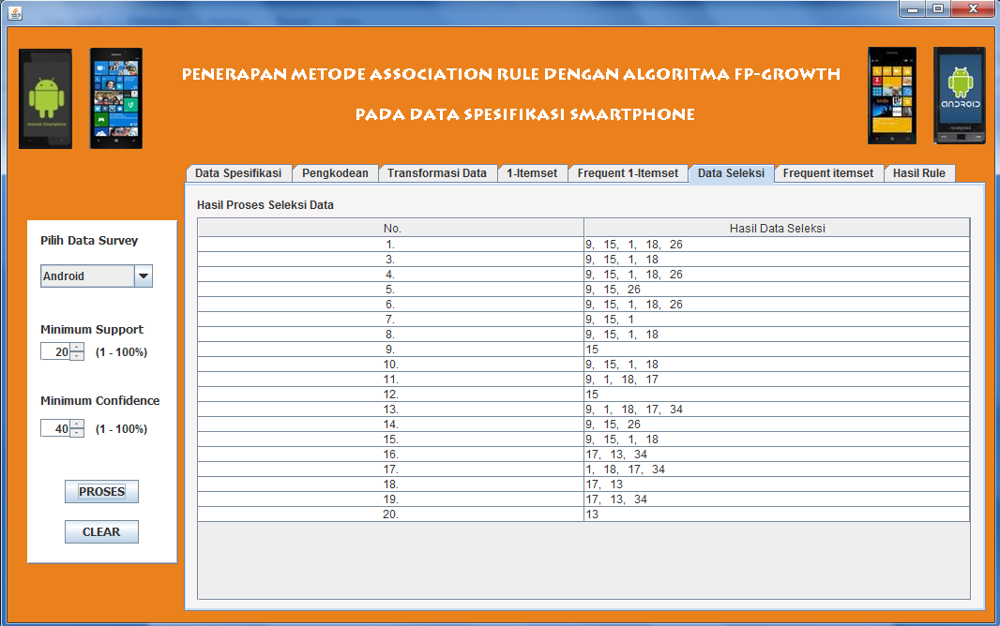 PENERAPAN METODE ASSOCIATION RULE DENGAN ALGORITMA FP-GROWTH
PADA DATA SPESIFIKASI SMARTPHONE
Data Spesifikasi Pengkodean Transformasi Data 1-Itemset Frequent 1-Itemset Data Seleksi Frequent itemset Hasil Rule
Hasil Proses Seleksi Data
Pilih Data Survey
Android
Minimum Support
20 (1 - 100%)
Minimum Confidence
40 (1 - 100%)
PROSES
CLEAR
No. Hasil Data Seleksi
1. 9, 15, 1, 18, 26
3. 9, 15, 1, 18
4. 9, 15, 1, 18, 26
5. 9, 15, 26
6. 9, 15, 1, 18, 26
7. 9, 15, 1
8. 9, 15, 1, 18
9. 15
10. 9, 15, 1, 18
11. 9, 1, 18, 17
12. 15
13. 9, 1, 18, 17, 34
14. 9, 15, 26
15. 9, 15, 1, 18
16. 17, 13, 34
17. 1, 18, 17, 34
18. 17, 13
19. 17, 13, 34
20. 13
Android Smartphone
ANDROID